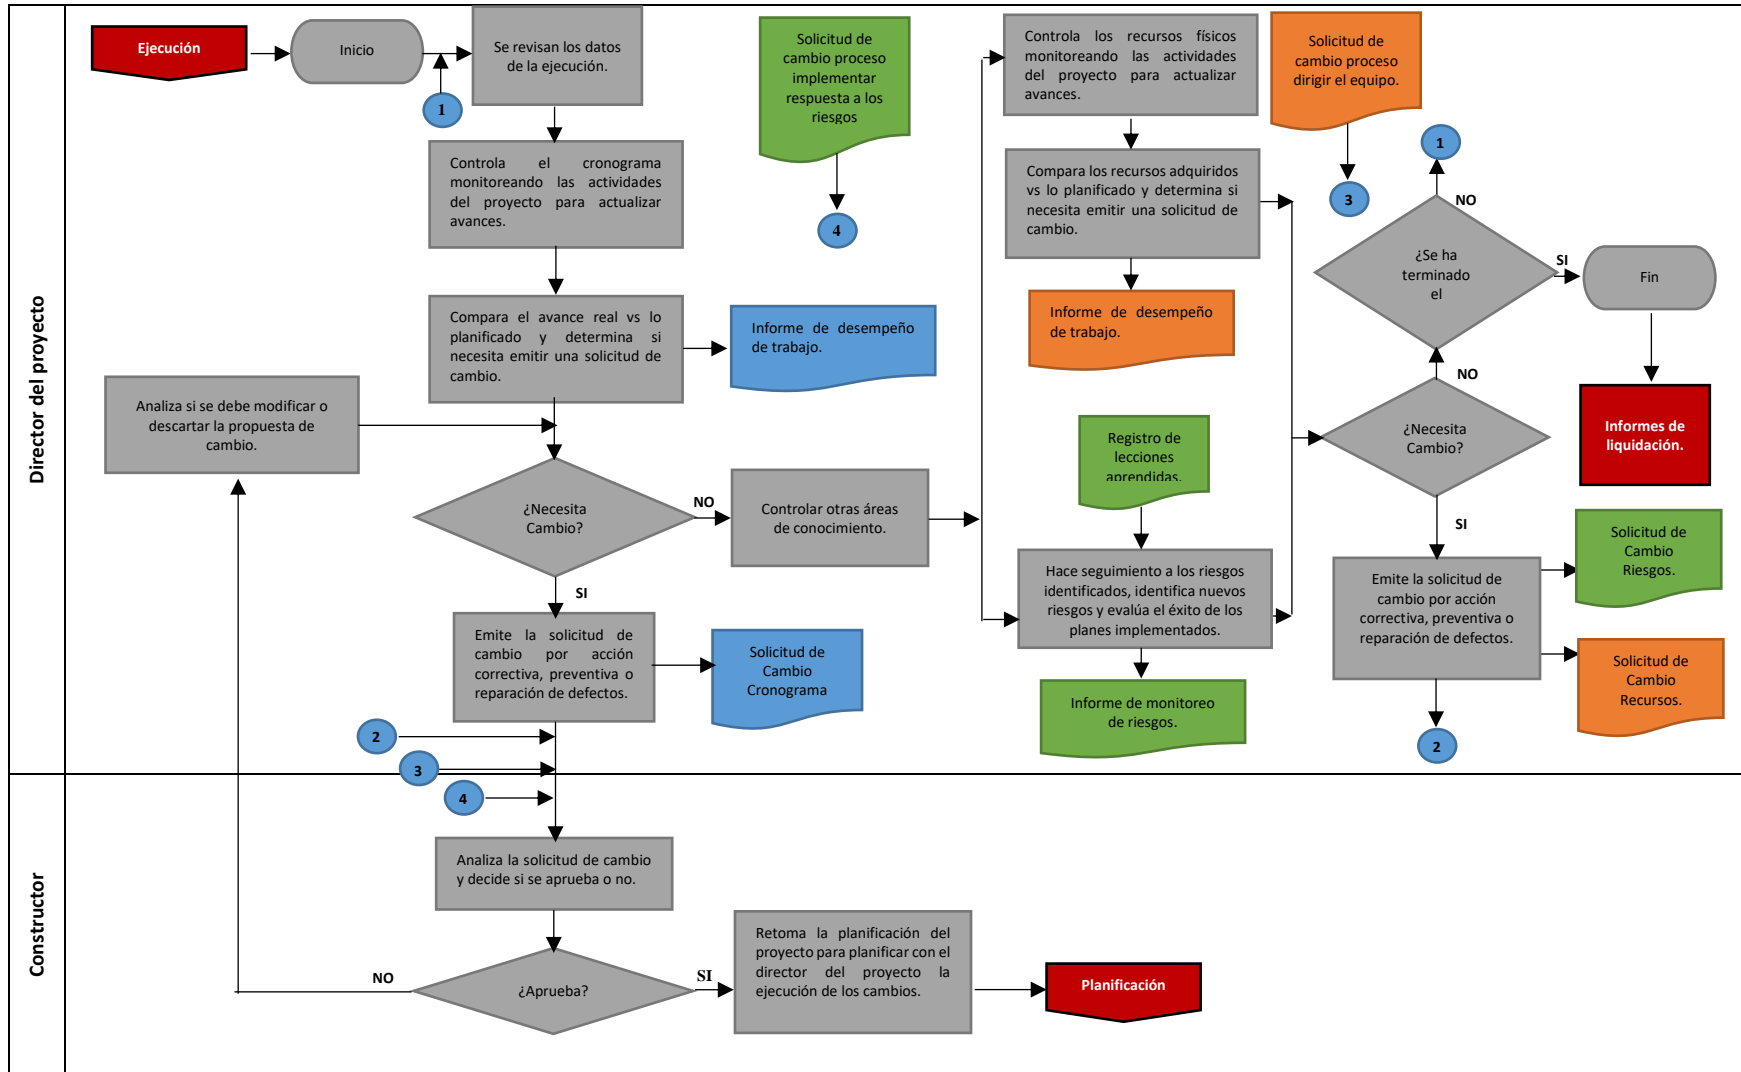 Director del proyecto
Ejecución
Inicio
1
Se revisan los datos
de la ejecución.
Controla el cronograma
monitoreando las actividades
del proyecto para actualizar
avances.
Compara el avance real vs lo
planificado y determina si
necesita emitir una solicitud de
cambio.
Informe de desempeño
de trabajo.
Analiza si se debe modificar o
descartar la propuesta de
cambio.
¿Necesita
Cambio?
NO
Controlar otras áreas
de conocimiento.
SI
Emite la solicitud de
cambio por acción
correctiva, preventiva o
reparación de defectos.
Solicitud de
Cambio
Cronograma
2
3
4
Solicitud de
cambio proceso
implementar
respuesta a los
riesgos
4
Controla los recursos físicos
monitoreando las actividades
del proyecto para actualizar
avances.
Compara los recursos adquiridos
vs lo planificado y determina si
necesita emitir una solicitud de
cambio.
Informe de desempeño
de trabajo.
Registro de
lecciones
aprendidas.
Hace seguimiento a los riesgos
identificados, identifica nuevos
riesgos y evalúa el éxito de los
planes implementados.
Informe de monitoreo
de riesgos.
Solicitud de
cambio proceso
dirigir el equipo.
3
1
NO
¿Se ha
terminado
el
SI
Fin
Informes de
liquidación.
NO
¿Necesita
Cambio?
SI
Emite la solicitud de
cambio por acción
correctiva, preventiva o
reparación de defectos.
Solicitud de
Cambio
Riesgos.
Solicitud de
Cambio
Recursos.
2
Constructor
Analiza la solicitud de cambio
y decide si se aprueba o no.
¿Aprueba?
NO
SI
Retoma la planificación del
proyecto para planificar con el
director del proyecto la
ejecución de los cambios.
Planificación